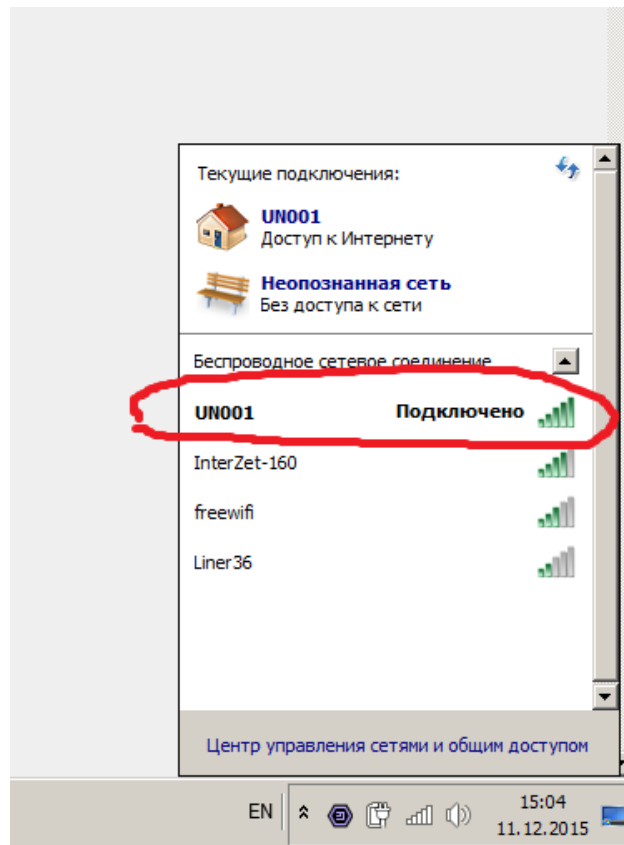 Текущие подключения:
UN001
Доступ к Интернету
Неопознанная сеть
Без доступа к сети
Беспроводное сетевое соединение
UN001 Подключено
InterZet-160
freewifi
Liner36
Центр управления сетями и общим доступом
EN 15:04
11.12.2015